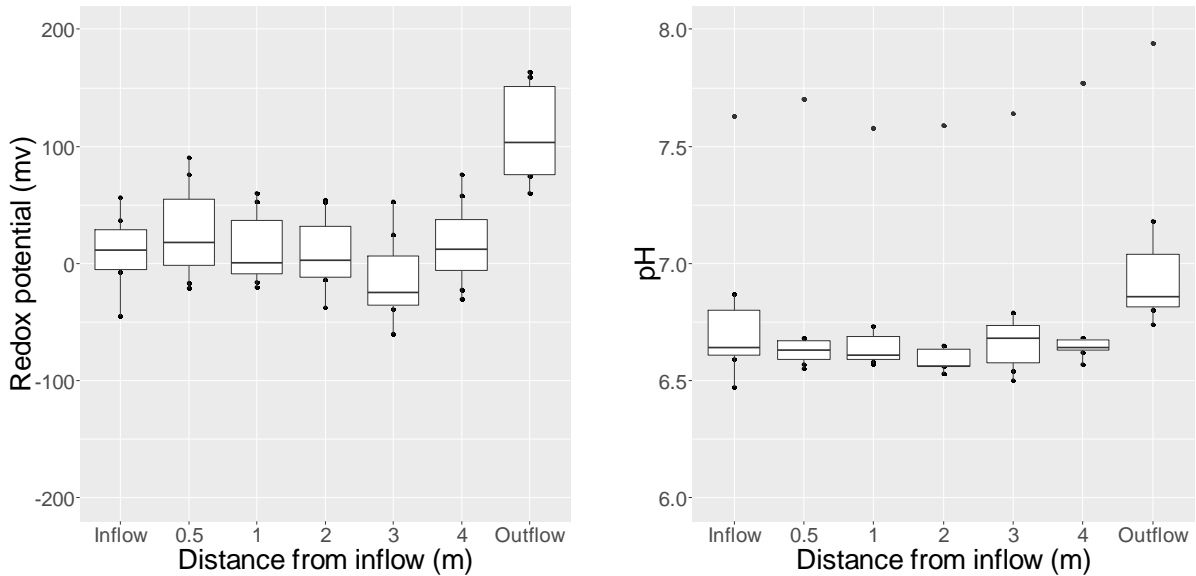 200
100
0
-100
-200
Redox potential (mv)
Inflow 0.5 1 2 3 4 Outflow
Distance from inflow (m)
8.0
7.5
7.0
6.5
6.0
pH
Inflow 0.5 1 2 3 4 Outflow
Distance from inflow (m)